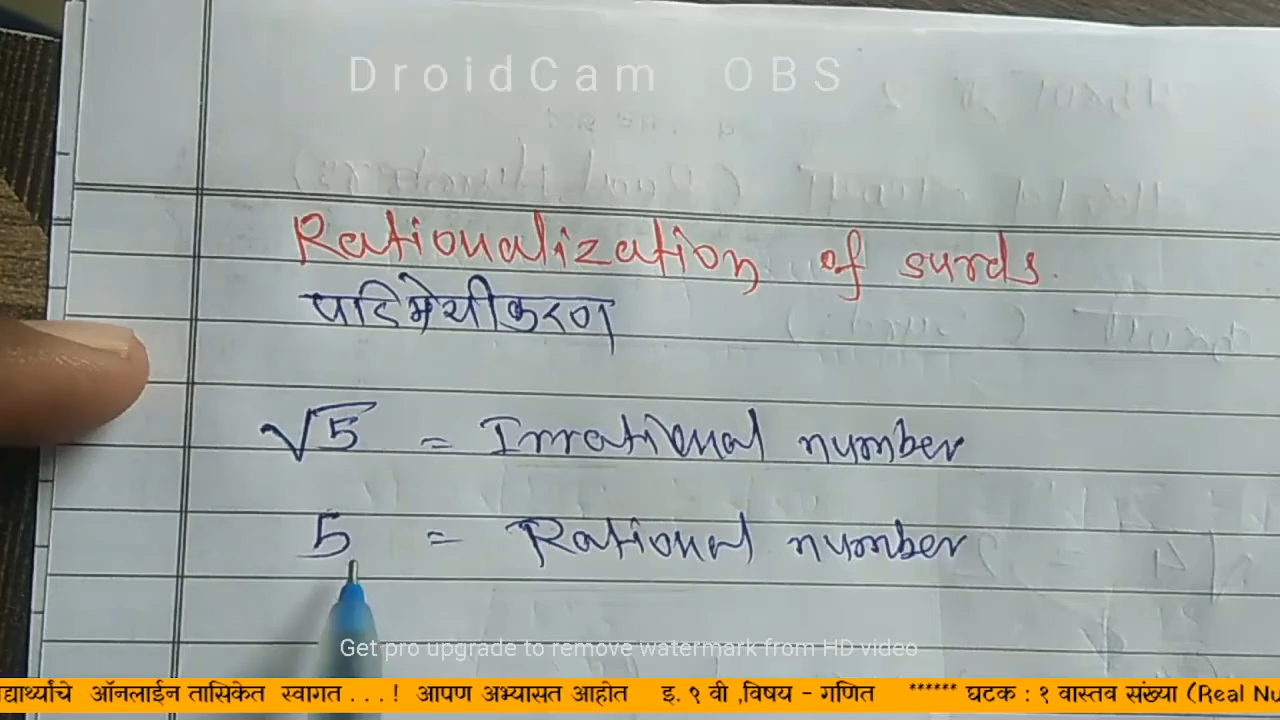 DroidCam OBS
Rationalization of surds.
परिमेयीकरण
√5 = Irrational number
5 = Rational number
Get pro upgrade to remove watermark from HD video
द्यार्थ्यांचे ऑनलाईन तासिकेत स्वागत . . . ! आपण अभ्यासत आहोत इ. ९ वी ,विषय - गणित ****** घटक : १ वास्तव संख्या (Real Nu